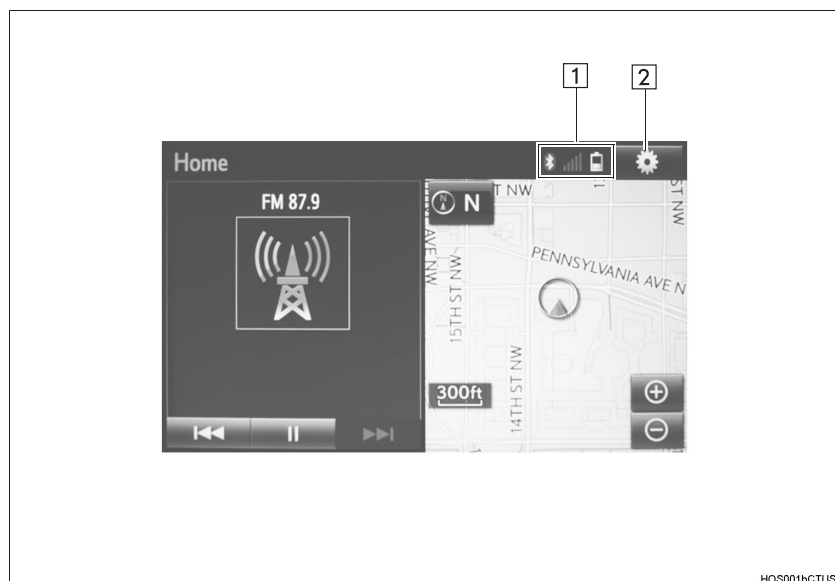 1 2
Home
FM 87.9
N N
T NW
ST NW
AVE NW
15TH ST NW
PENNSYLVANIA AVE N
14TH ST NW
300ft
HOS001bCTUS